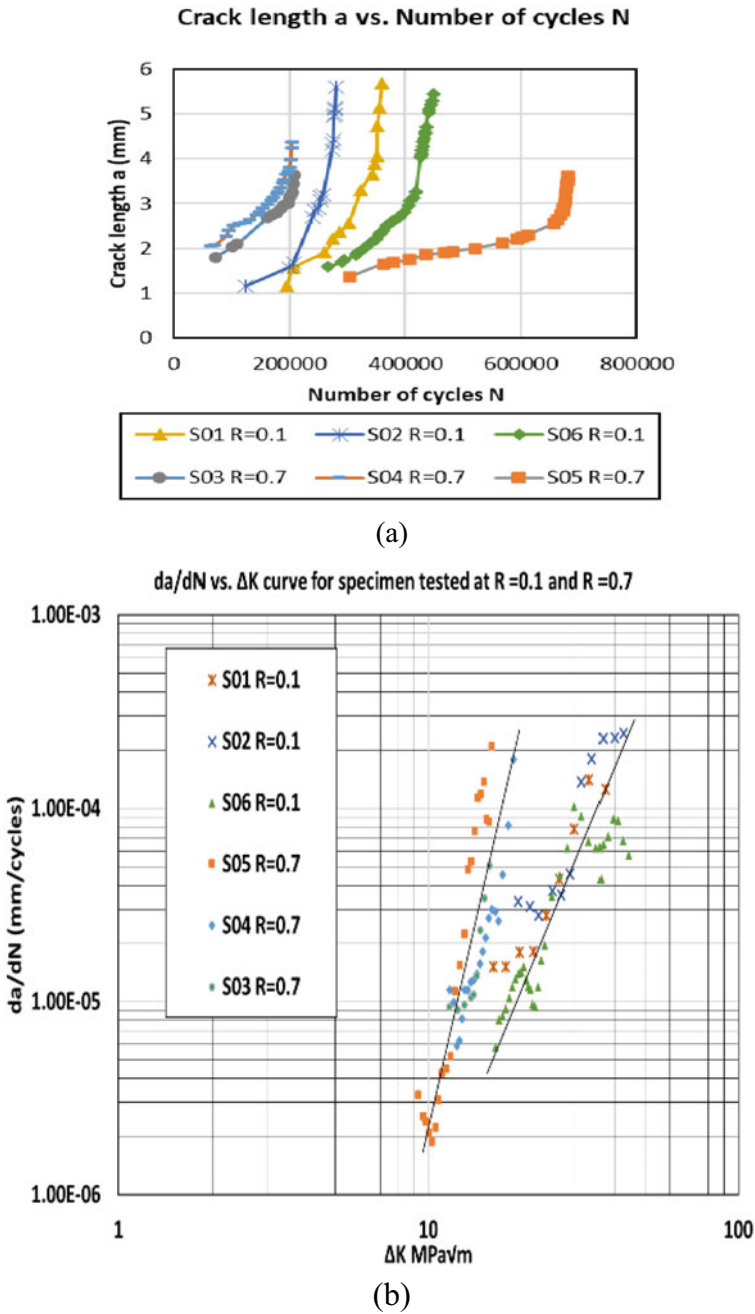 Crack length a vs. Number of cycles N
Crack length a (mm)
6
5
4
3
2
1
0
0 200000 400000 600000 800000
Number of cycles N
S01 R=0.1 S02 R=0.1 S06 R=0.1
S03 R=0.7 S04 R=0.7 S05 R=0.7
(a)
da/dN vs. ΔK curve for specimen tested at R =0.1 and R =0.7
da/dN (mm/cycles)
1.00E-03
1.00E-04
1.00E-05
1.00E-06
S01 R=0.1
S02 R=0.1
S06 R=0.1
S05 R=0.7
S04 R=0.7
S03 R=0.7
1 10 100
ΔK MPa√m
(b)